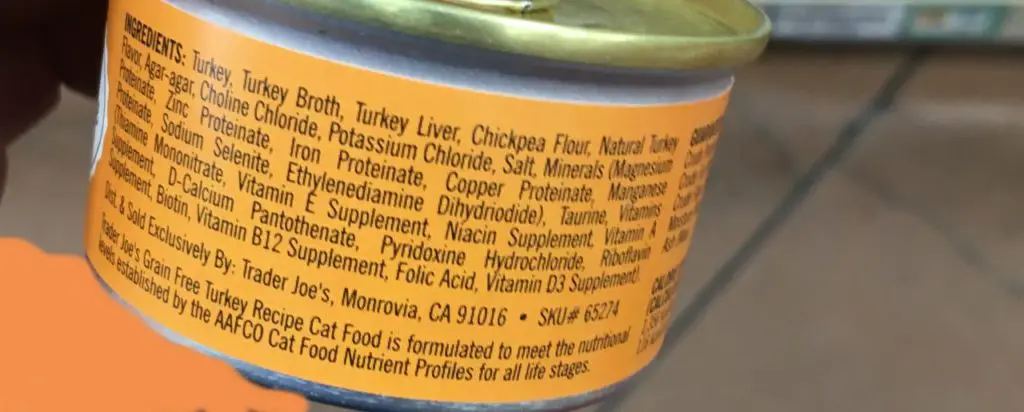 INGREDIENTS: Turkey, Turkey Broth, Turkey Liver, Chickpea Flour, Natural Turkey
Flavor, Agar-agar, Choline Chloride, Potassium Chloride, Salt, Minerals (Magnesium
Proteinate, Zinc Proteinate, Iron Proteinate, Copper Proteinate, Manganese
Proteinate, Sodium Selenite, Ethylenediamine Dihydriodide), Taurine, Vitamins
(Thiamine Mononitrate, Vitamin E Supplement, Niacin Supplement, Vitamin A
Supplement, D-Calcium Pantothenate, Pyridoxine Hydrochloride, Riboflavin
Supplement, Biotin, Vitamin B12 Supplement, Folic Acid, Vitamin D3 Supplement).
Dist. & Sold Exclusively By: Trader Joe's, Monrovia, CA 91016 • SKU# 65274
Trader Joe's Grain Free Turkey Recipe Cat Food is formulated to meet the nutritional
levels established by the AAFCO Cat Food Nutrient Profiles for all life stages.